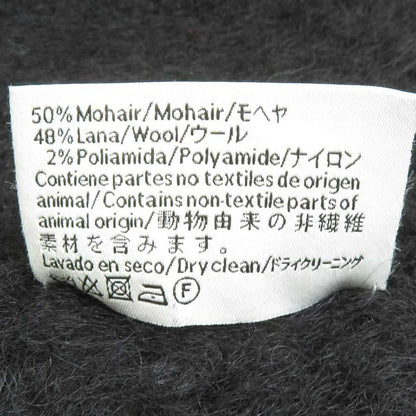 50% Mohair/Mohair/モヘヤ
48% Lana/Wool/ウール
2% Poliamida/Polyamide/ナイロン
Contiene partes no textiles de origen
animal/Contains non-textile parts of
animal origin/動物由来の非繊維
素材を含みます。
Lavado en seco/Dryclean/ドライクリーニング
F